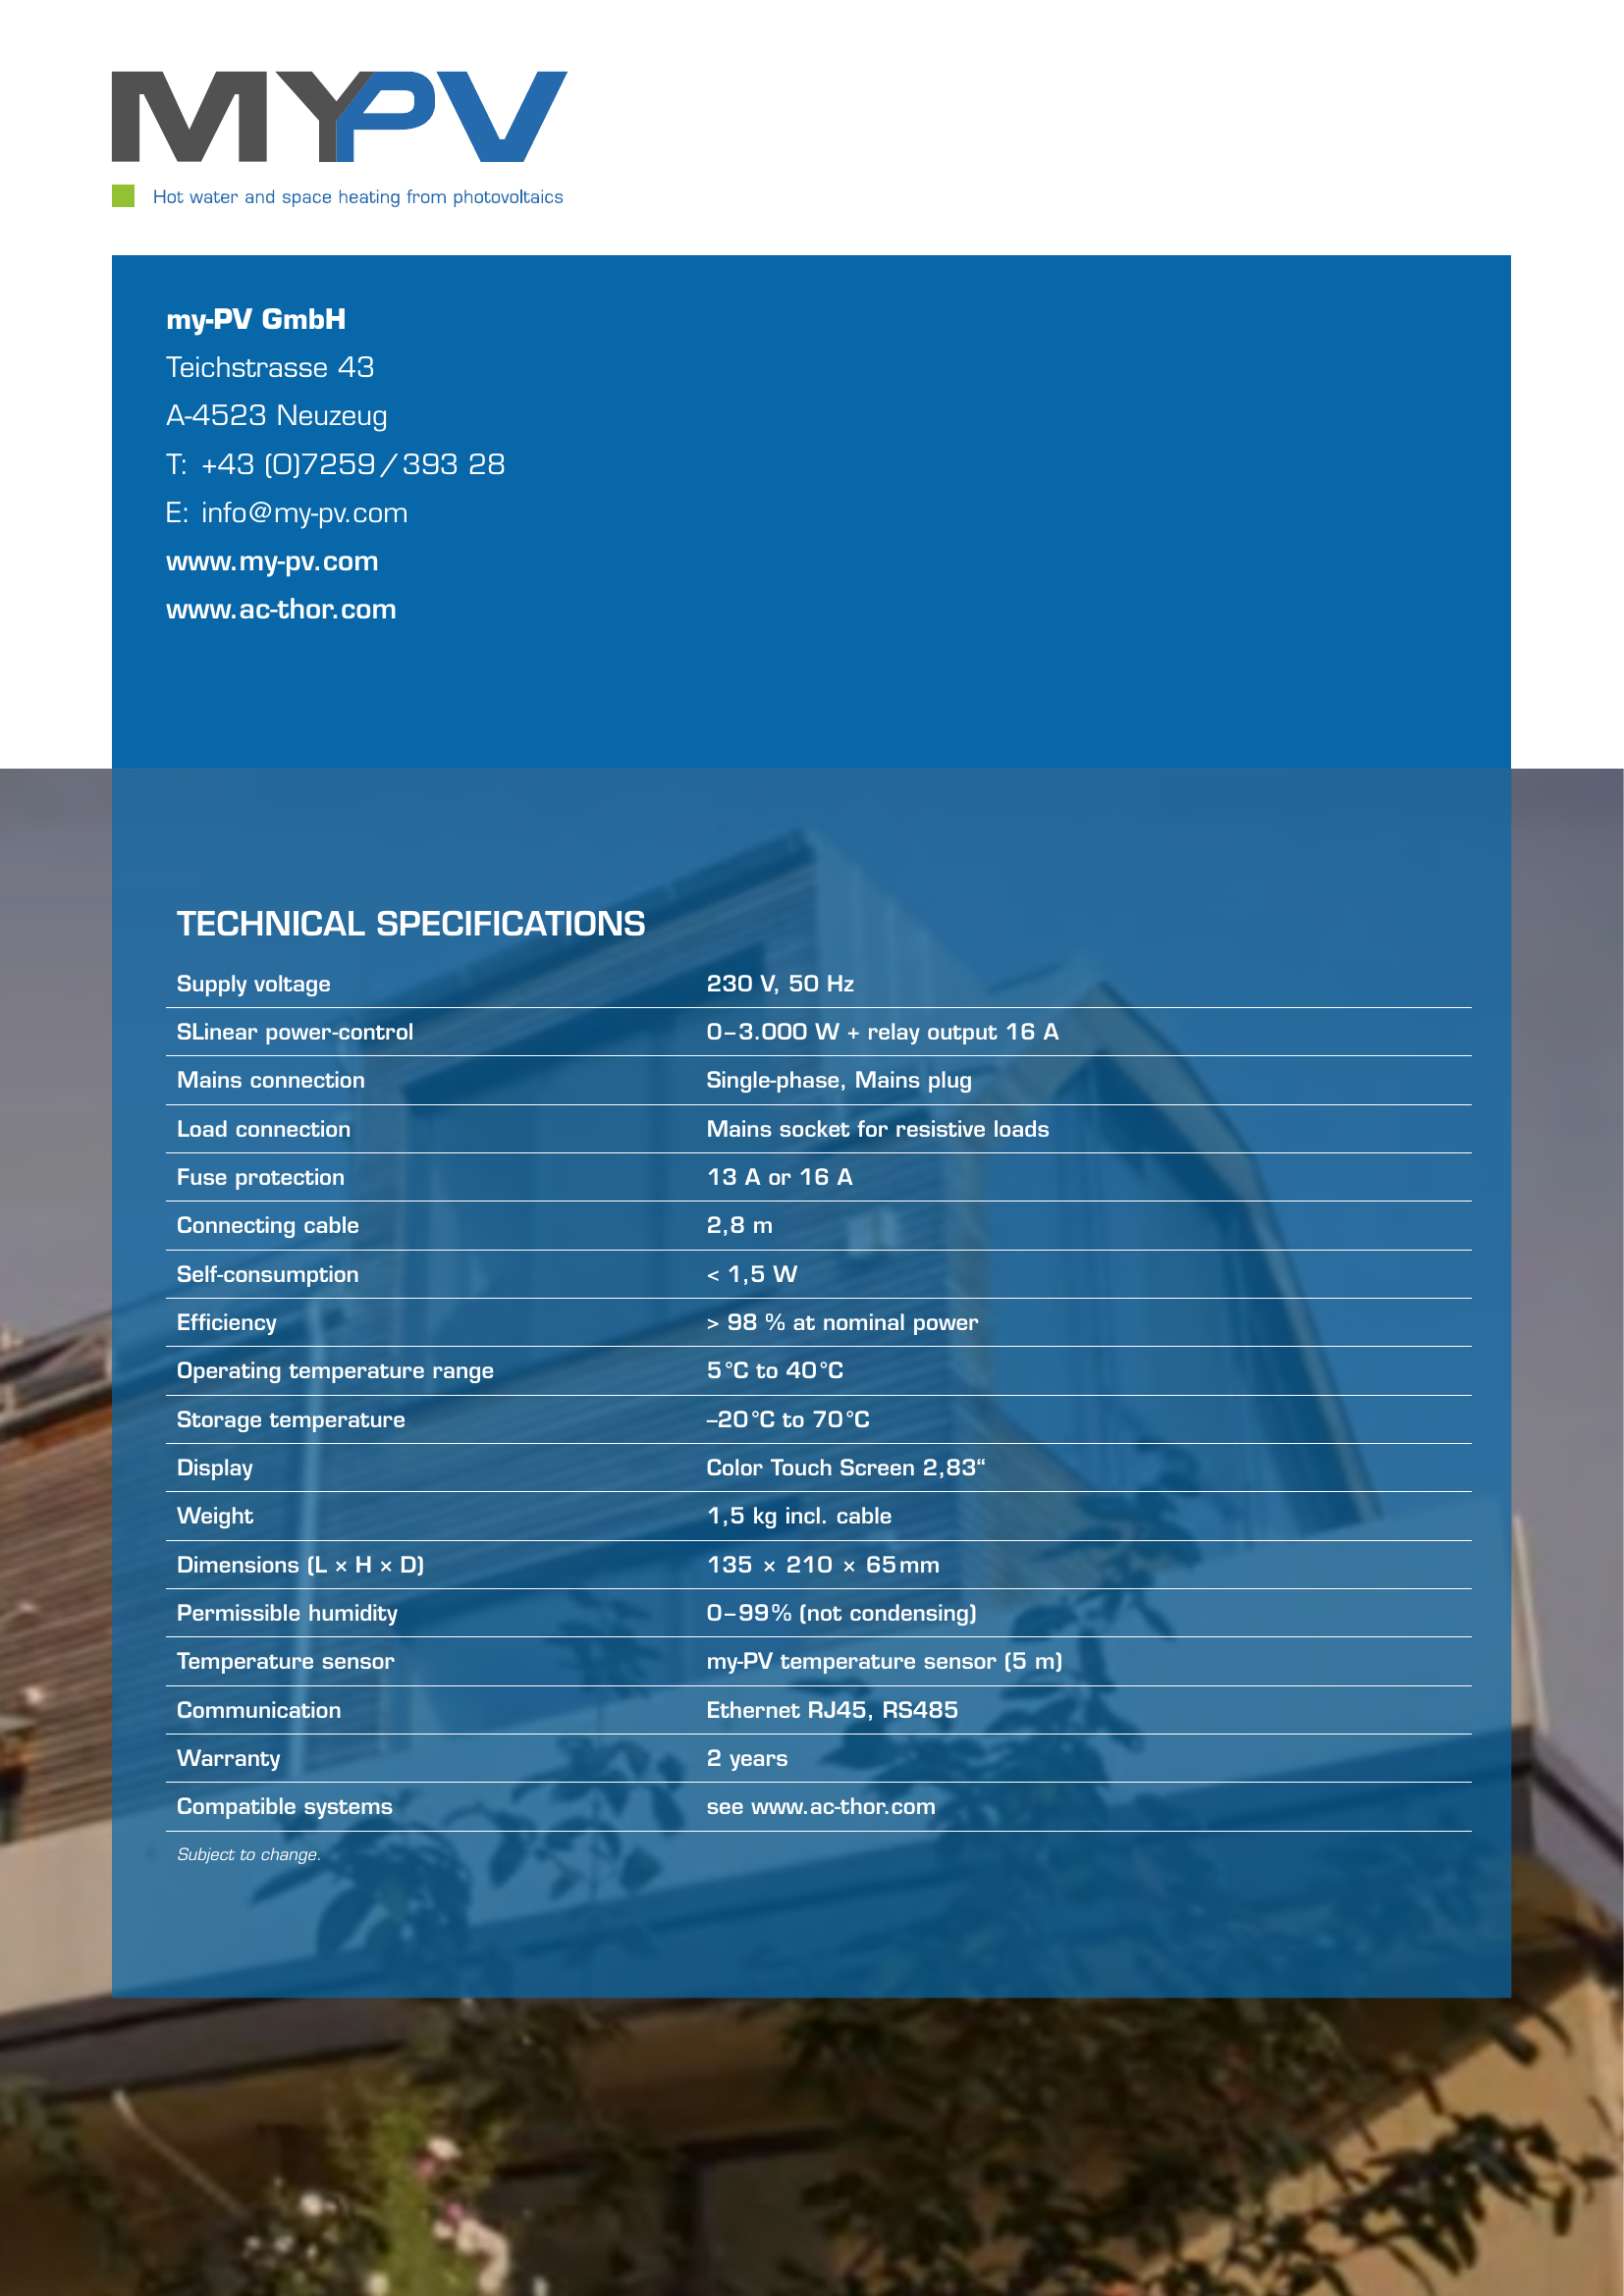 MYPV
Hot water and space heating from photovoltaics
my-PV GmbH
Teichstrasse 43
A-4523 Neuzeug
T: +43 (0)7259 / 393 28
E: info@my-pv.com
www.my-pv.com
www.ac-thor.com
TECHNICAL SPECIFICATIONS
Supply voltage 230 V, 50 Hz
SLinear power-control 0–3.000 W + relay output 16 A
Mains connection Single-phase, Mains plug
Load connection Mains socket for resistive loads
Fuse protection 13 A or 16 A
Connecting cable 2,8 m
Self-consumption < 1,5 W
Efficiency > 98 % at nominal power
Operating temperature range 5°C to 40°C
Storage temperature –20°C to 70°C
Display Color Touch Screen 2,83“
Weight 1,5 kg incl. cable
Dimensions (L × H × D) 135 × 210 × 65mm
Permissible humidity 0–99% (not condensing)
Temperature sensor my-PV temperature sensor (5 m)
Communication Ethernet RJ45, RS485
Warranty 2 years
Compatible systems see www.ac-thor.com
Subject to change.